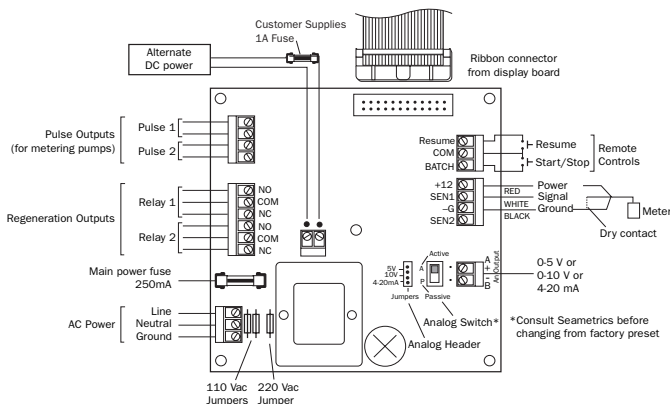 Customer Supplies
1A Fuse
Alternate
DC power
Ribbon connector
from display board
Pulse Outputs
(for metering pumps)
Pulse 1
Pulse 2
Resume
COM
BATCH
Resume
Start/Stop
Remote
Controls
Regeneration Outputs
Relay 1
Relay 2
NO
COM
NC
NO
COM
NC
+12
SEN1
–G
SEN2
RED
WHITE
BLACK
Power
Signal
Ground
Meter
Dry contact
Main power fuse
250mA
5V
10V
4-20mA
Jumpers
Active
A
P
Passive
A
+
-
B
An Output
0-5 V or
0-10 V or
4-20 mA
AC Power
Line
Neutral
Ground
Analog Switch*
Analog Header
*Consult Seametrics before
changing from factory preset
110 Vac
Jumpers
220 Vac
Jumper